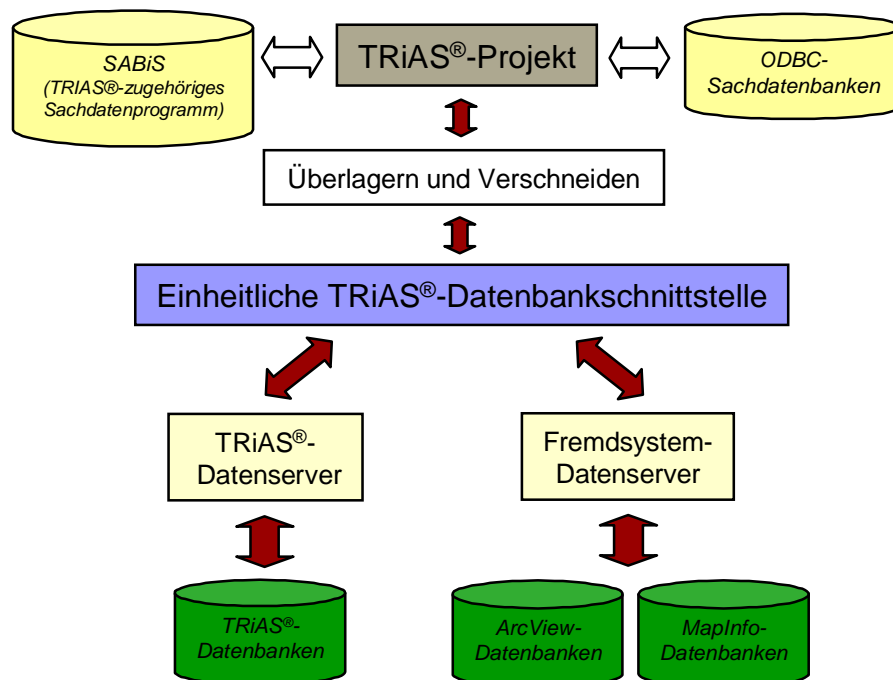 SABiS
(TRIAS®-zugehöriges
Sachdatenprogramm)
TRiAS®-Projekt
ODBC-
Sachdatenbanken
Überlagern und Verschneiden
Einheitliche TRiAS®-Datenbankschnittstelle
TRiAS®-
Datenserver
Fremdsystem-
Datenserver
TRiAS®-
Datenbanken
ArcView-
Datenbanken
MapInfo-
Datenbanken